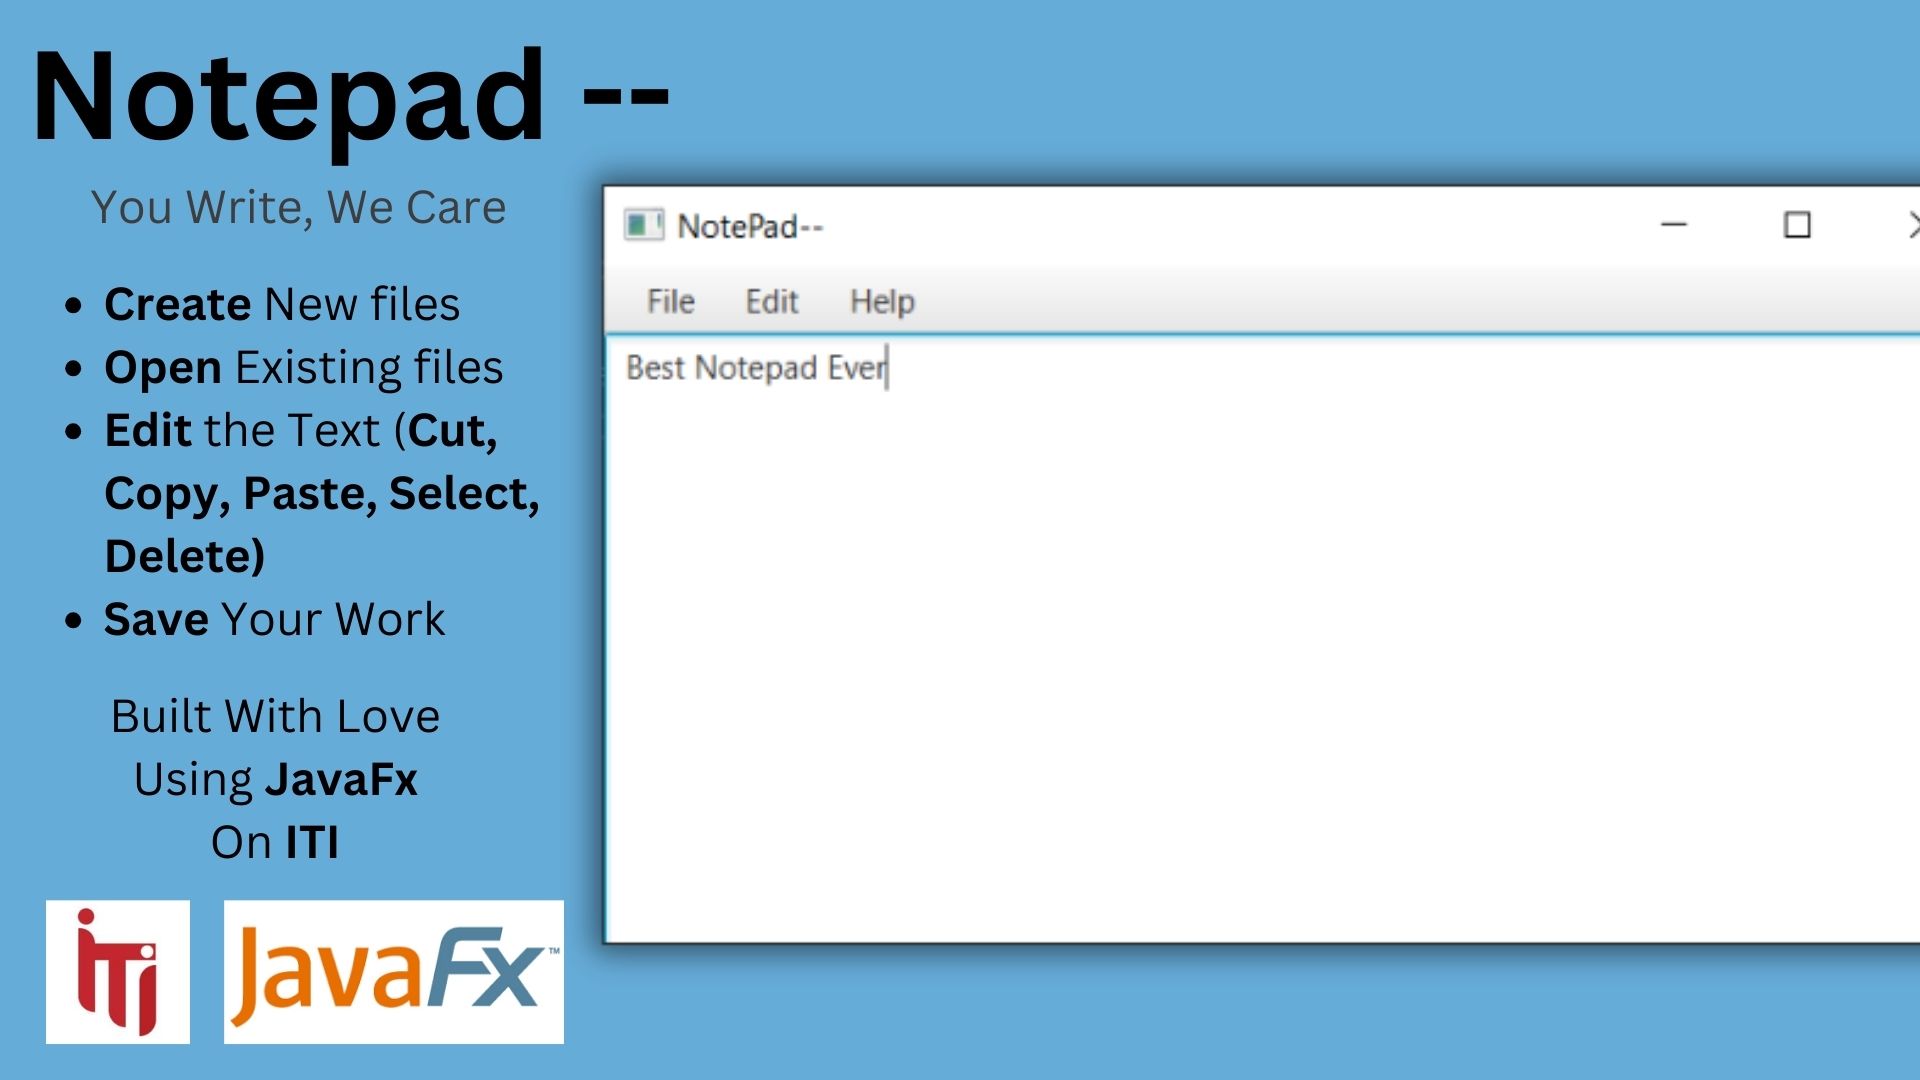 Notepad --
You Write, We Care
• Create New files
• Open Existing files
• Edit the Text (Cut,
Copy, Paste, Select,
Delete)
• Save Your Work
Built With Love
Using JavaFx
On ITI
iTi
JavaFx™
NotePad--
File Edit Help
Best Notepad Ever